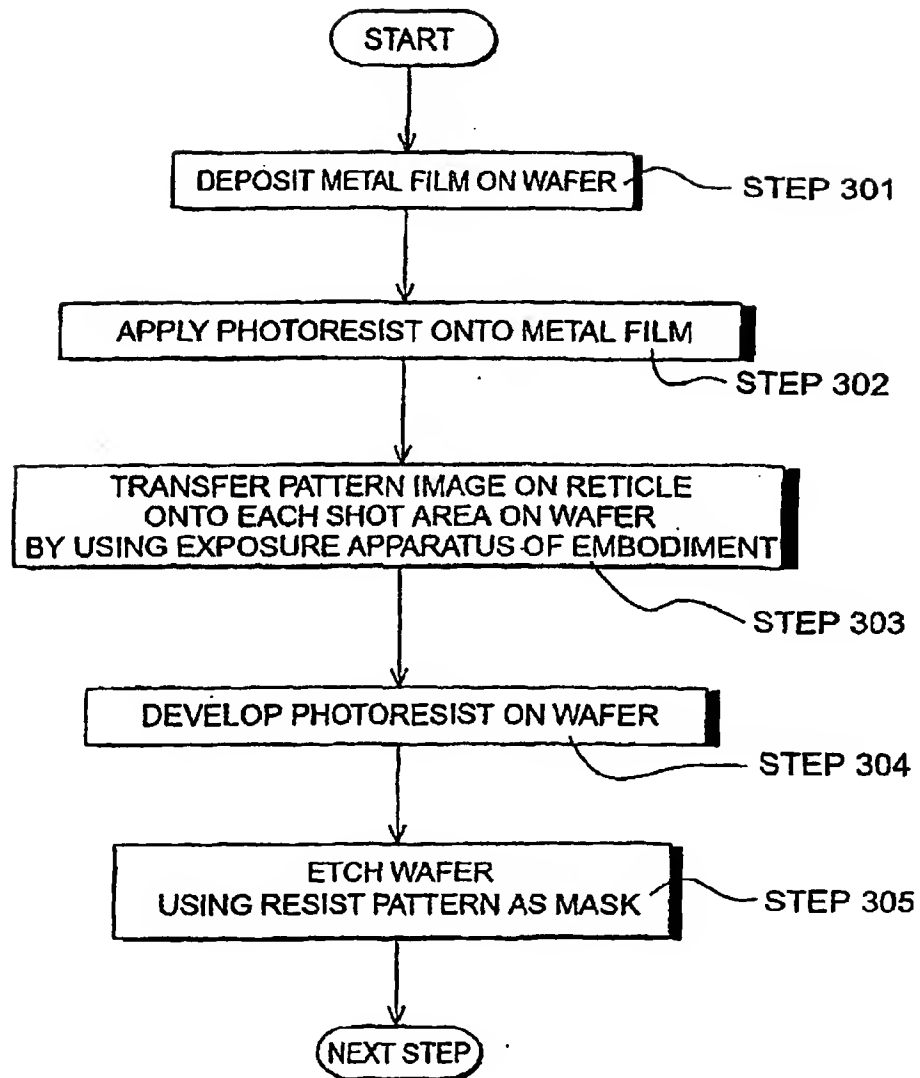 START
DEPOSIT METAL FILM ON WAFER
STEP 301
APPLY PHOTORESIST ONTO METAL FILM
STEP 302
TRANSFER PATTERN IMAGE ON RETICLE
ONTO EACH SHOT AREA ON WAFER
BY USING EXPOSURE APPARATUS OF EMBODIMENT
STEP 303
DEVELOP PHOTORESIST ON WAFER
STEP 304
ETCH WAFER
USING RESIST PATTERN AS MASK
STEP 305
NEXT STEP